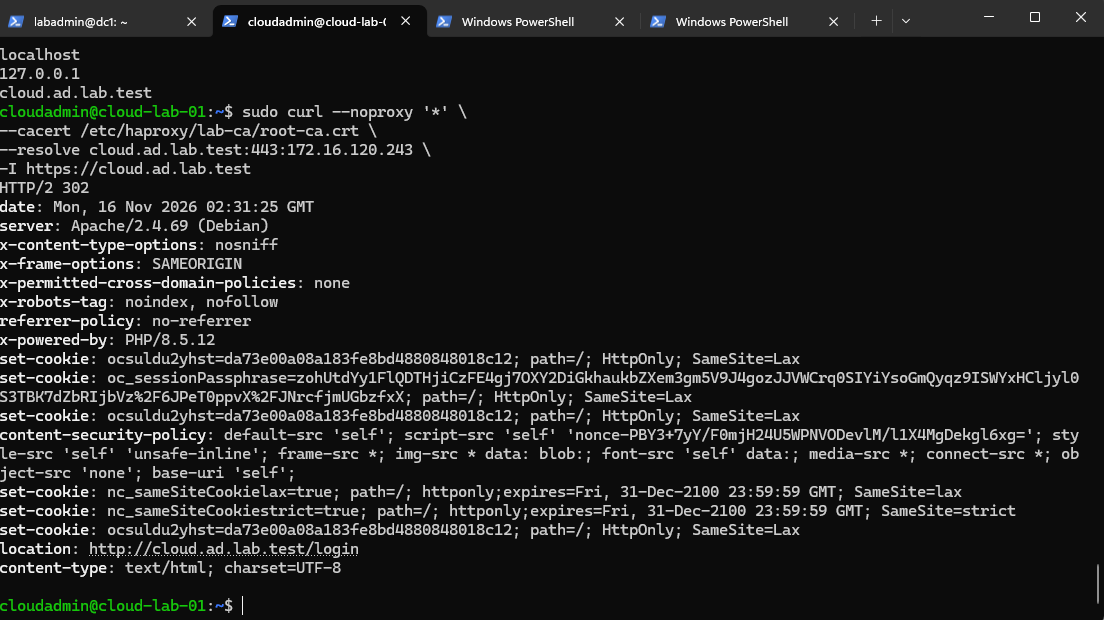 labadmin@dc1: ~
cloudadmin@cloud-lab-0
Windows PowerShell
Windows PowerShell
localhost
127.0.0.1
cloud.ad.lab.test
cloudadmin@cloud-lab-01:~$ sudo curl --noproxy '*' \
--cacert /etc/haproxy/lab-ca/root-ca.crt \
--resolve cloud.ad.lab.test:443:172.16.120.243 \
-I https://cloud.ad.lab.test
HTTP/2 302
date: Mon, 16 Nov 2026 02:31:25 GMT
server: Apache/2.4.69 (Debian)
x-content-type-options: nosniff
x-frame-options: SAMEORIGIN
x-permitted-cross-domain-policies: none
x-robots-tag: noindex, nofollow
referrer-policy: no-referrer
x-powered-by: PHP/8.5.12
set-cookie: ocsuldu2yhst=da73e00a08a183fe8bd4880848018c12; path=/; HttpOnly; SameSite=Lax
set-cookie: oc_sessionPassphrase=zohUtdYy1FlQDTHjiCzFE4gj7OXY2DiGkhaukbZXem3gm5V9J4gozJJVWCrq0SIYiYsoGmQyqz9ISWYxHCljyl0
S3TBK7dZbRIjbVz%2F6JPeT0ppvX%2FJNrcfjmUGbzfxX; path=/; HttpOnly; SameSite=Lax
set-cookie: ocsuldu2yhst=da73e00a08a183fe8bd4880848018c12; path=/; HttpOnly; SameSite=Lax
content-security-policy: default-src 'self'; script-src 'self' 'nonce-PBY3+7yY/F0mjH24U5WPNVODevlM/l1X4MgDekgl6xg='; sty
le-src 'self' 'unsafe-inline'; frame-src *; img-src * data: blob:; font-src 'self' data:; media-src *; connect-src *; ob
ject-src 'none'; base-uri 'self';
set-cookie: nc_sameSiteCookielax=true; path=/; httponly;expires=Fri, 31-Dec-2100 23:59:59 GMT; SameSite=lax
set-cookie: nc_sameSiteCookiestrict=true; path=/; httponly;expires=Fri, 31-Dec-2100 23:59:59 GMT; SameSite=strict
set-cookie: ocsuldu2yhst=da73e00a08a183fe8bd4880848018c12; path=/; HttpOnly; SameSite=Lax
location: http://cloud.ad.lab.test/login
content-type: text/html; charset=UTF-8
cloudadmin@cloud-lab-01:~$